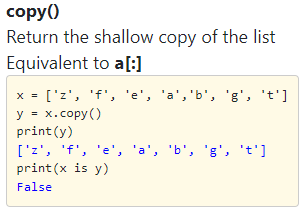 copy()
Return the shallow copy of the list
Equivalent to a[:]
x = ['z', 'f', 'e', 'a','b', 'g', 't']
y = x.copy()
print(y)
['z', 'f', 'e', 'a', 'b', 'g', 't']
print(x is y)
False